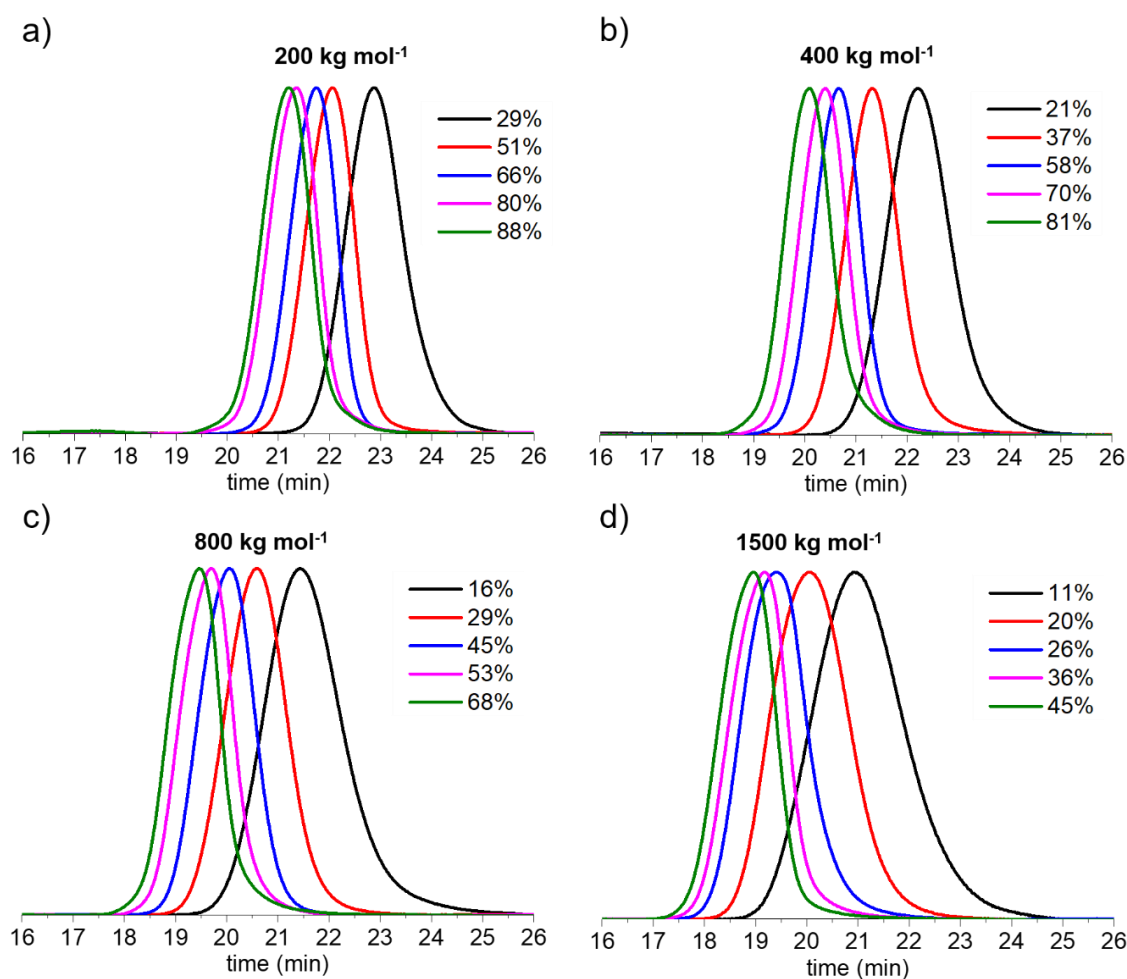 a)
200 kg mol-1
29%
51%
66%
80%
88%
16 17 18 19 20 21 22 23 24 25 26
time (min)
b)
400 kg mol-1
21%
37%
58%
70%
81%
16 17 18 19 20 21 22 23 24 25 26
time (min)
c)
800 kg mol-1
16%
29%
45%
53%
68%
16 17 18 19 20 21 22 23 24 25 26
time (min)
d)
1500 kg mol-1
11%
20%
26%
36%
45%
16 17 18 19 20 21 22 23 24 25 26
time (min)